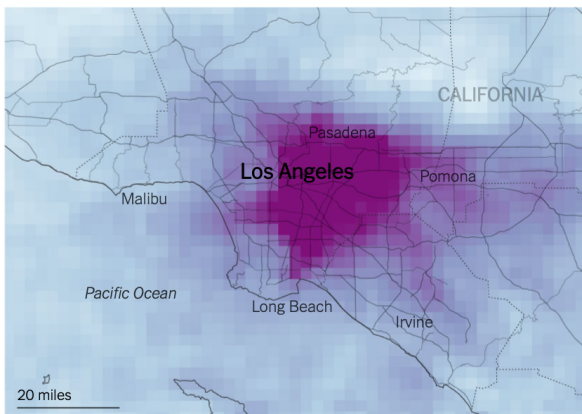 CALIFORNIA
Pasadena
Los Angeles
Pomona
Malibu
Pacific Ocean
Long Beach
Irvine
20 miles